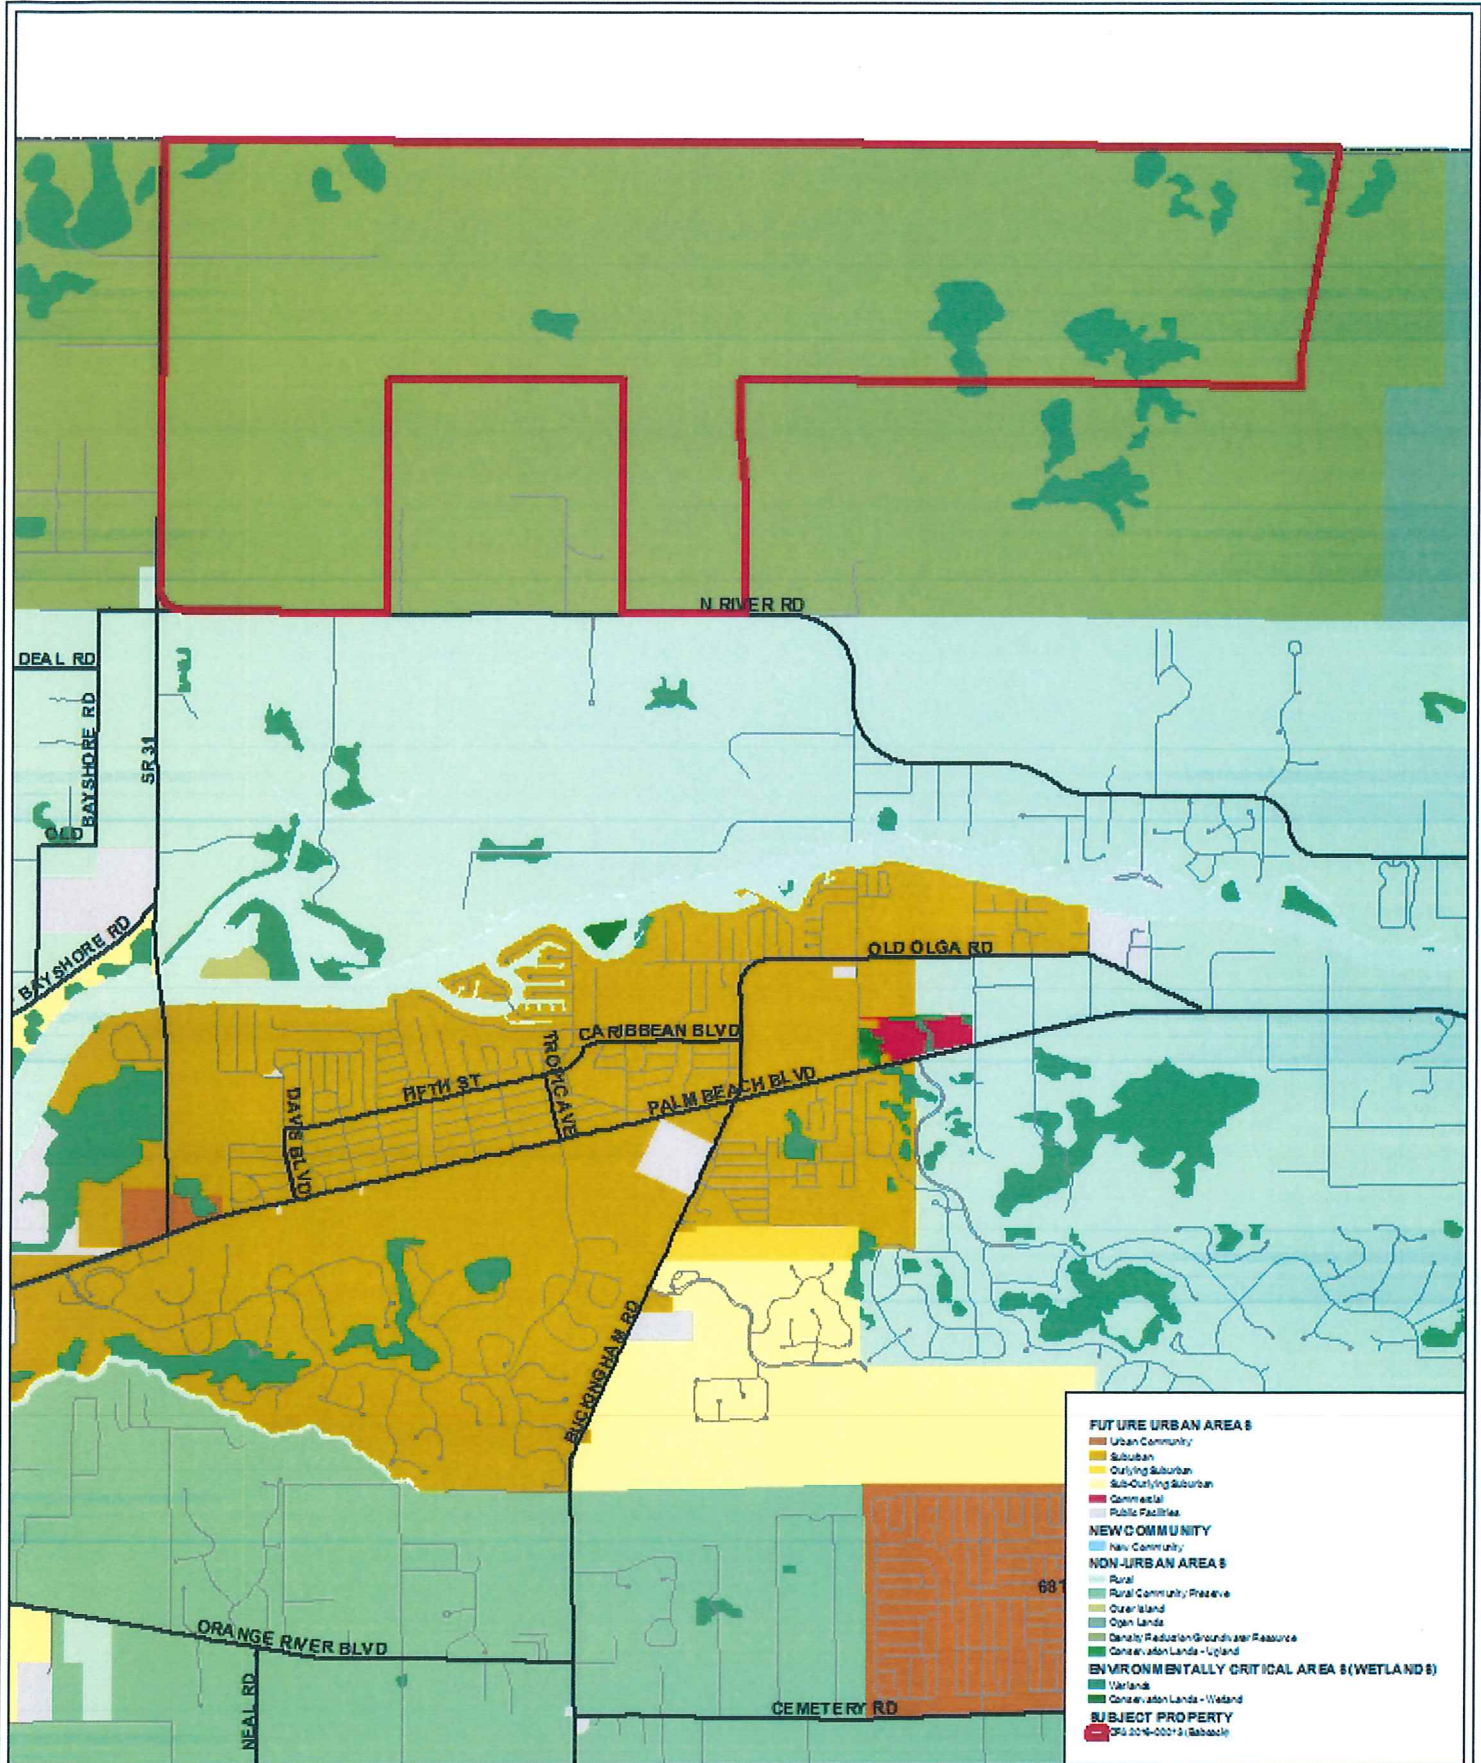 N RIVER RD
DEAL RD
BAYSHORE RD
SR 31
OLD
BAYSHORE RD
OLD OLGA RD
CARIBBEAN BLVD
TROPIC AVE
FIFTH ST
PALM BEACH BLVD
DAVIS BLVD
BUCKINGHAM RD
FUTURE URBAN AREAS
Urban Community
Suburban
Outlying Suburban
Sub-Outlying Suburban
Commercial
Public Facilities
NEW COMMUNITY
New Community
NON-URBAN AREAS
Rural
Rural Community Preserve
Outer Island
Open Lands
Density Reduction Groundwater Resource
Conservation Lands - Upland
ENVIRONMENTALLY CRITICAL AREAS (WETLANDS)
Wetlands
Conservation Lands - Wetland
SUBJECT PROPERTY
(Babcock)
681
ORANGE RIVER BLVD
NEAL RD
CEMETERY RD